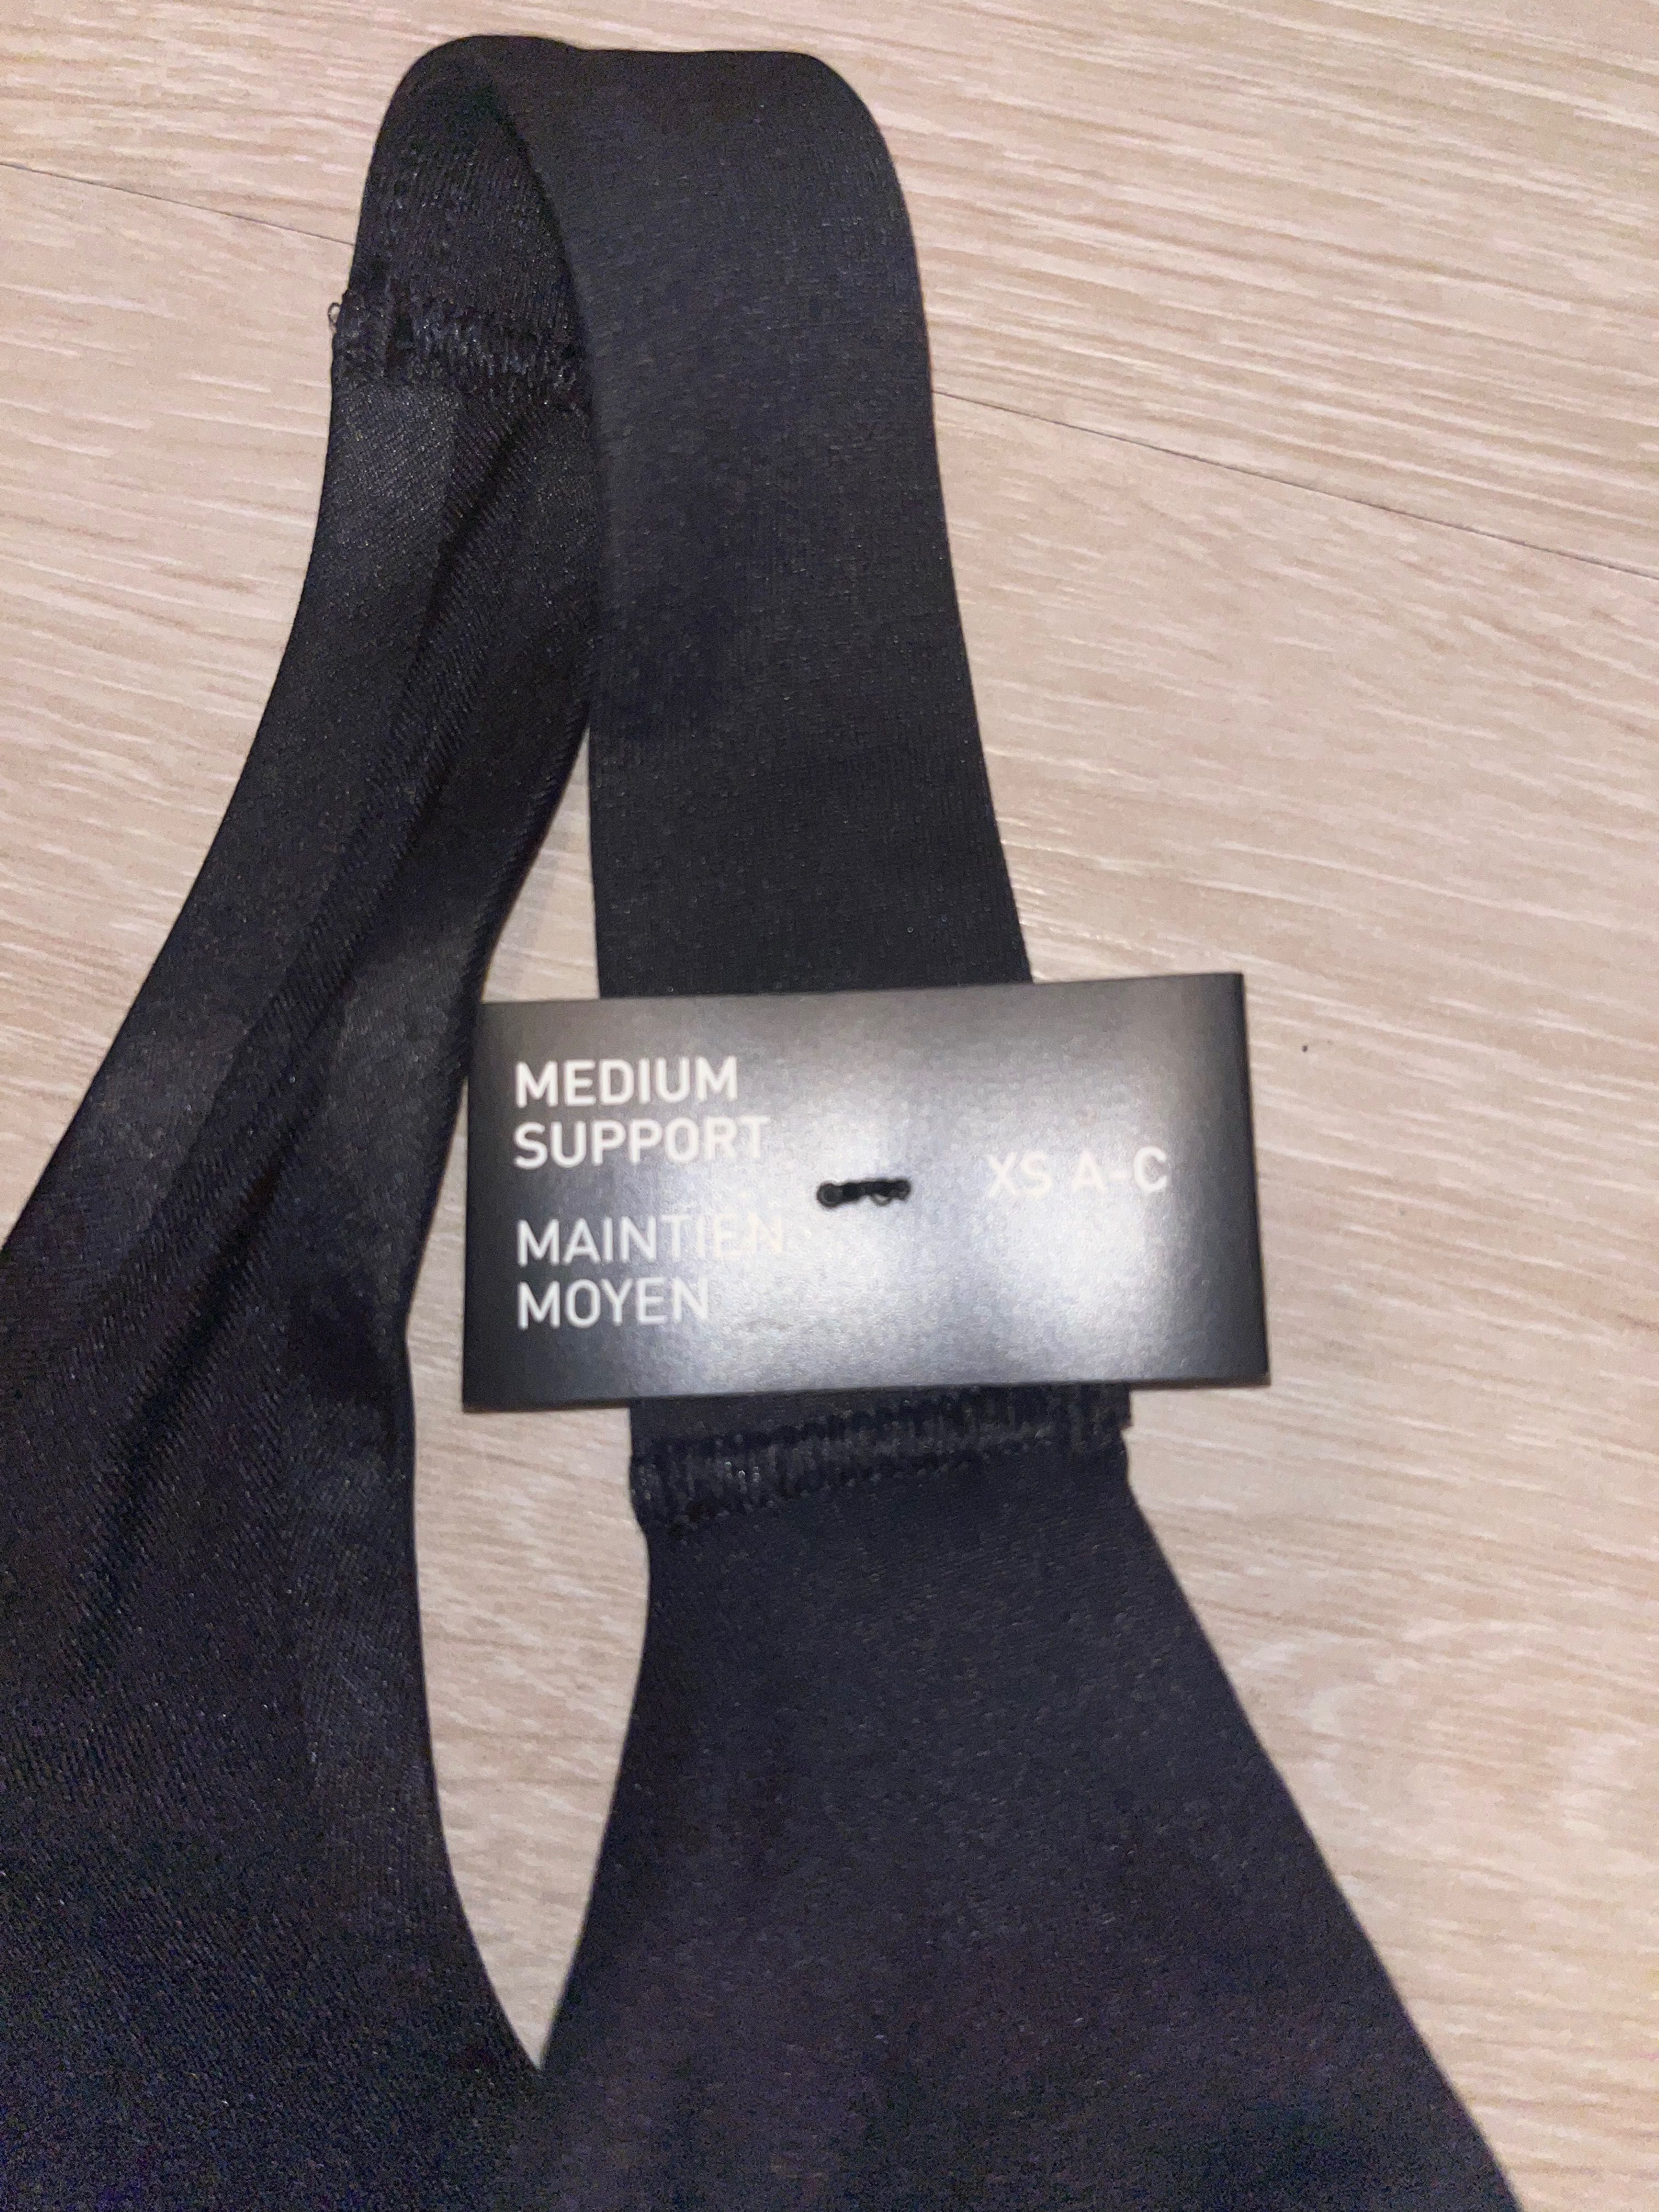 MEDIUM
SUPPORT
MAINTIEN
MOYEN
XS A-C